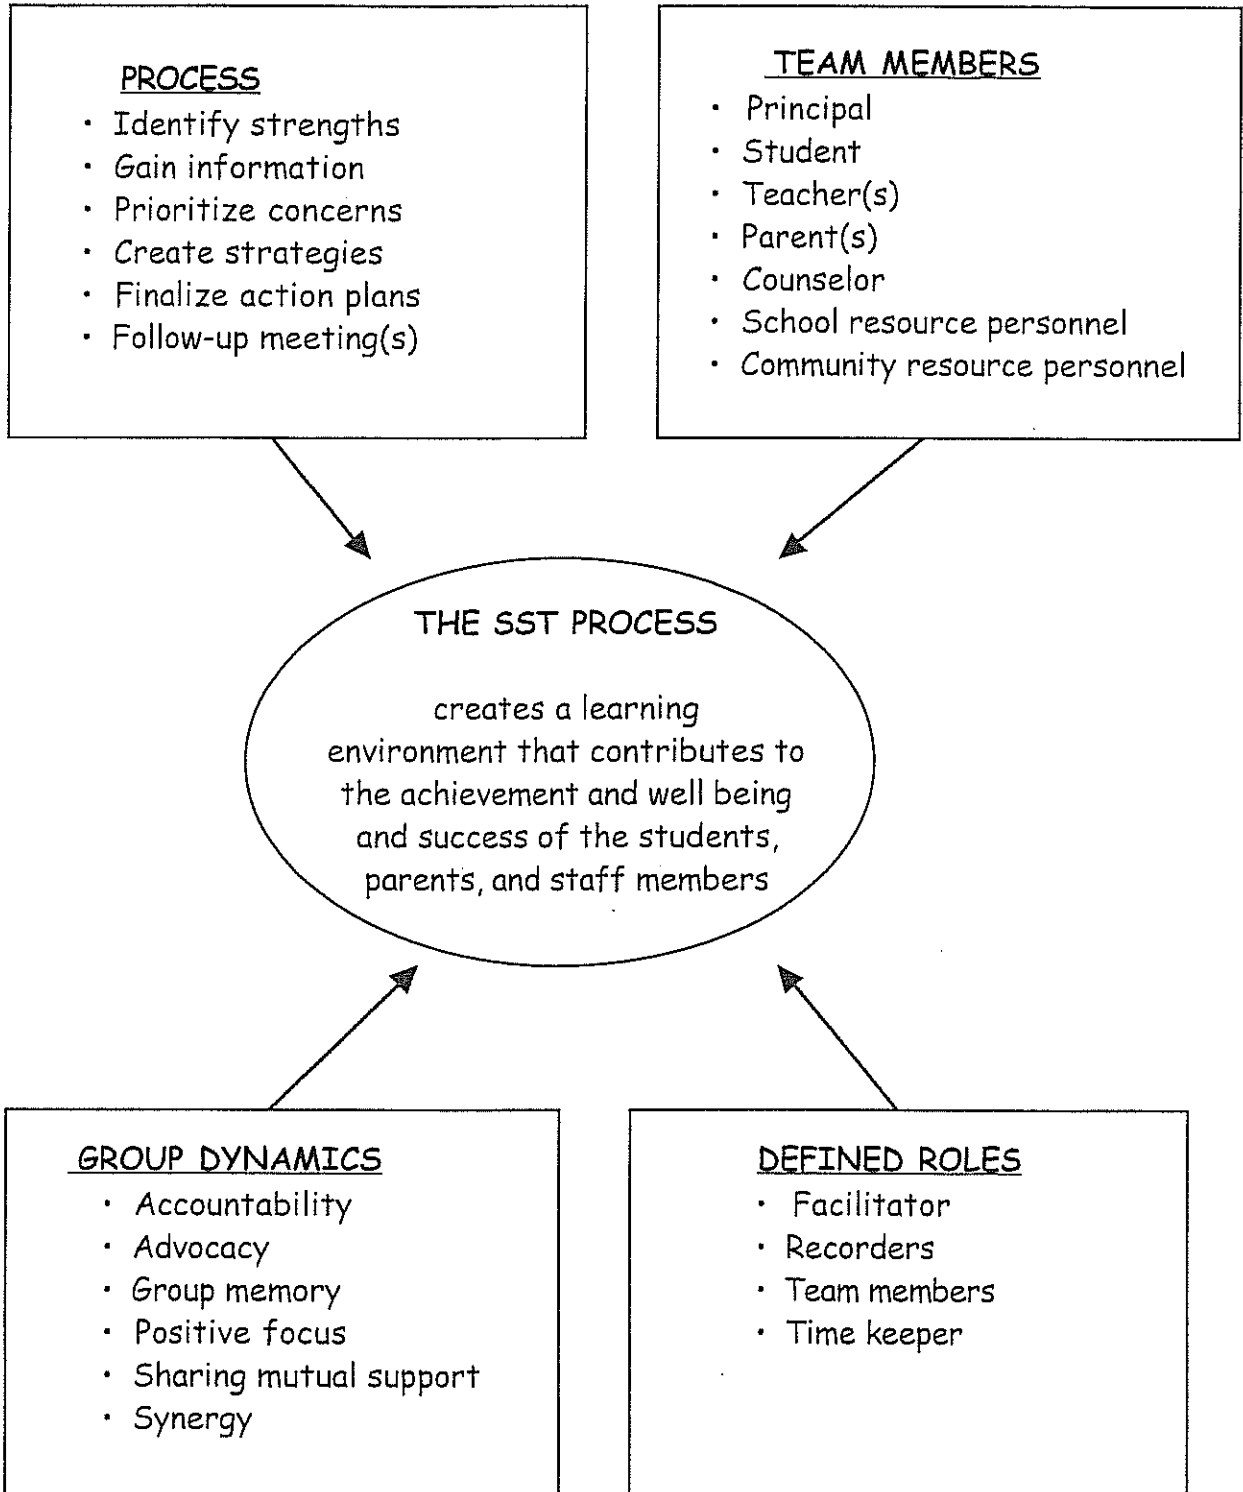 PROCESS
· Identify strengths
· Gain information
· Prioritize concerns
· Create strategies
· Finalize action plans
· Follow-up meeting(s)
TEAM MEMBERS
· Principal
· Student
· Teacher(s)
· Parent(s)
· Counselor
· School resource personnel
· Community resource personnel
THE SST PROCESS
creates a learning
environment that contributes to
the achievement and well being
and success of the students,
parents, and staff members
GROUP DYNAMICS
· Accountability
· Advocacy
· Group memory
· Positive focus
· Sharing mutual support
· Synergy
DEFINED ROLES
· Facilitator
· Recorders
· Team members
· Time keeper